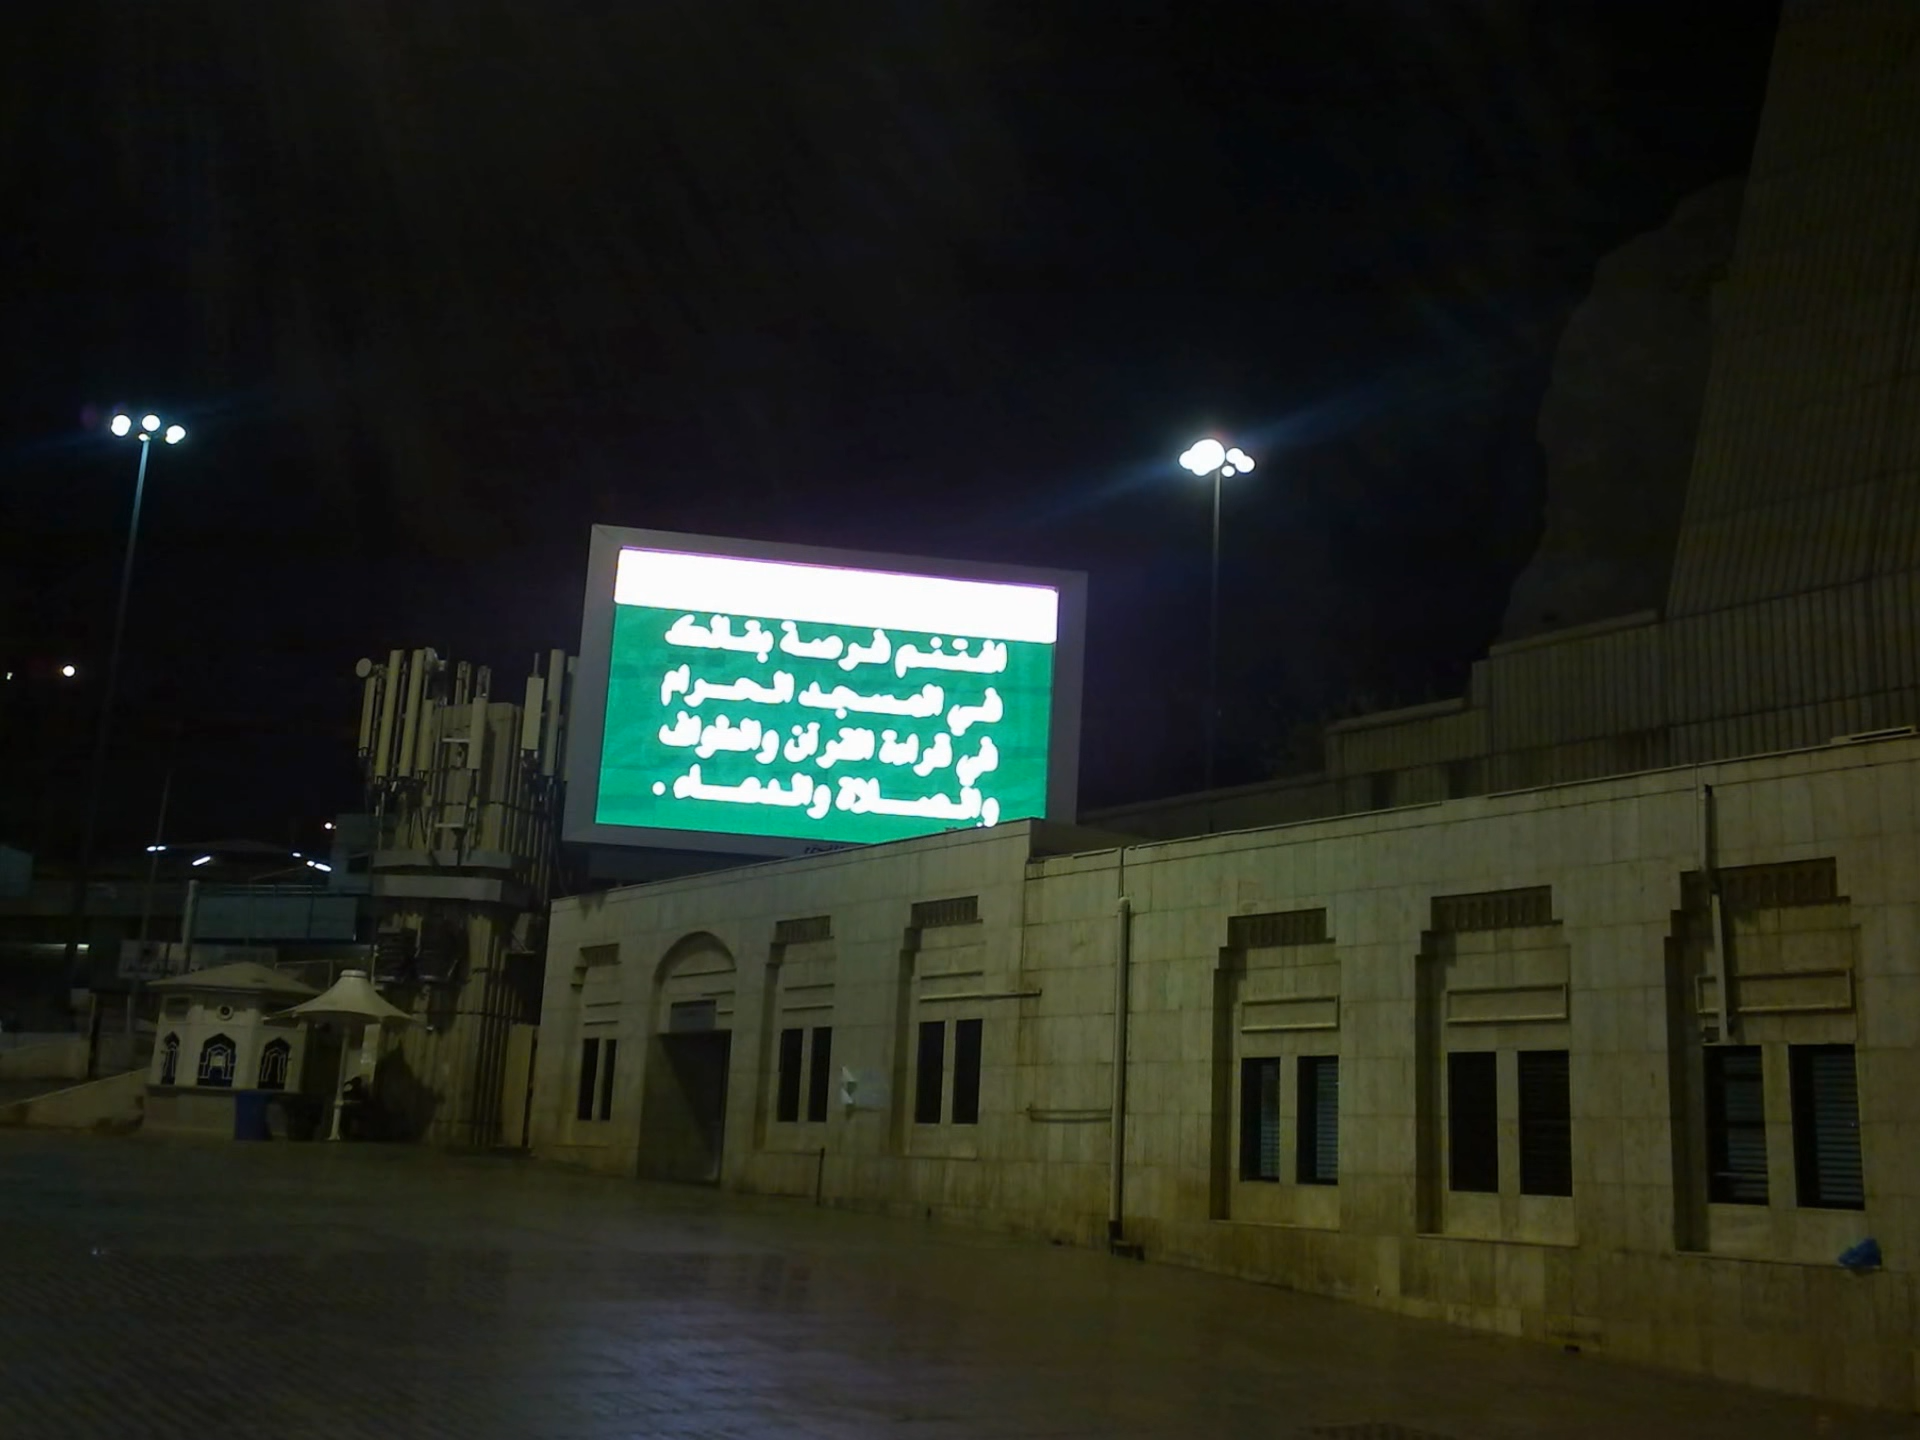 اغتنم فرصة بقائك
في المسجد الحرام
في قراءة القرآن والطواف
والصلاة والدعاء .